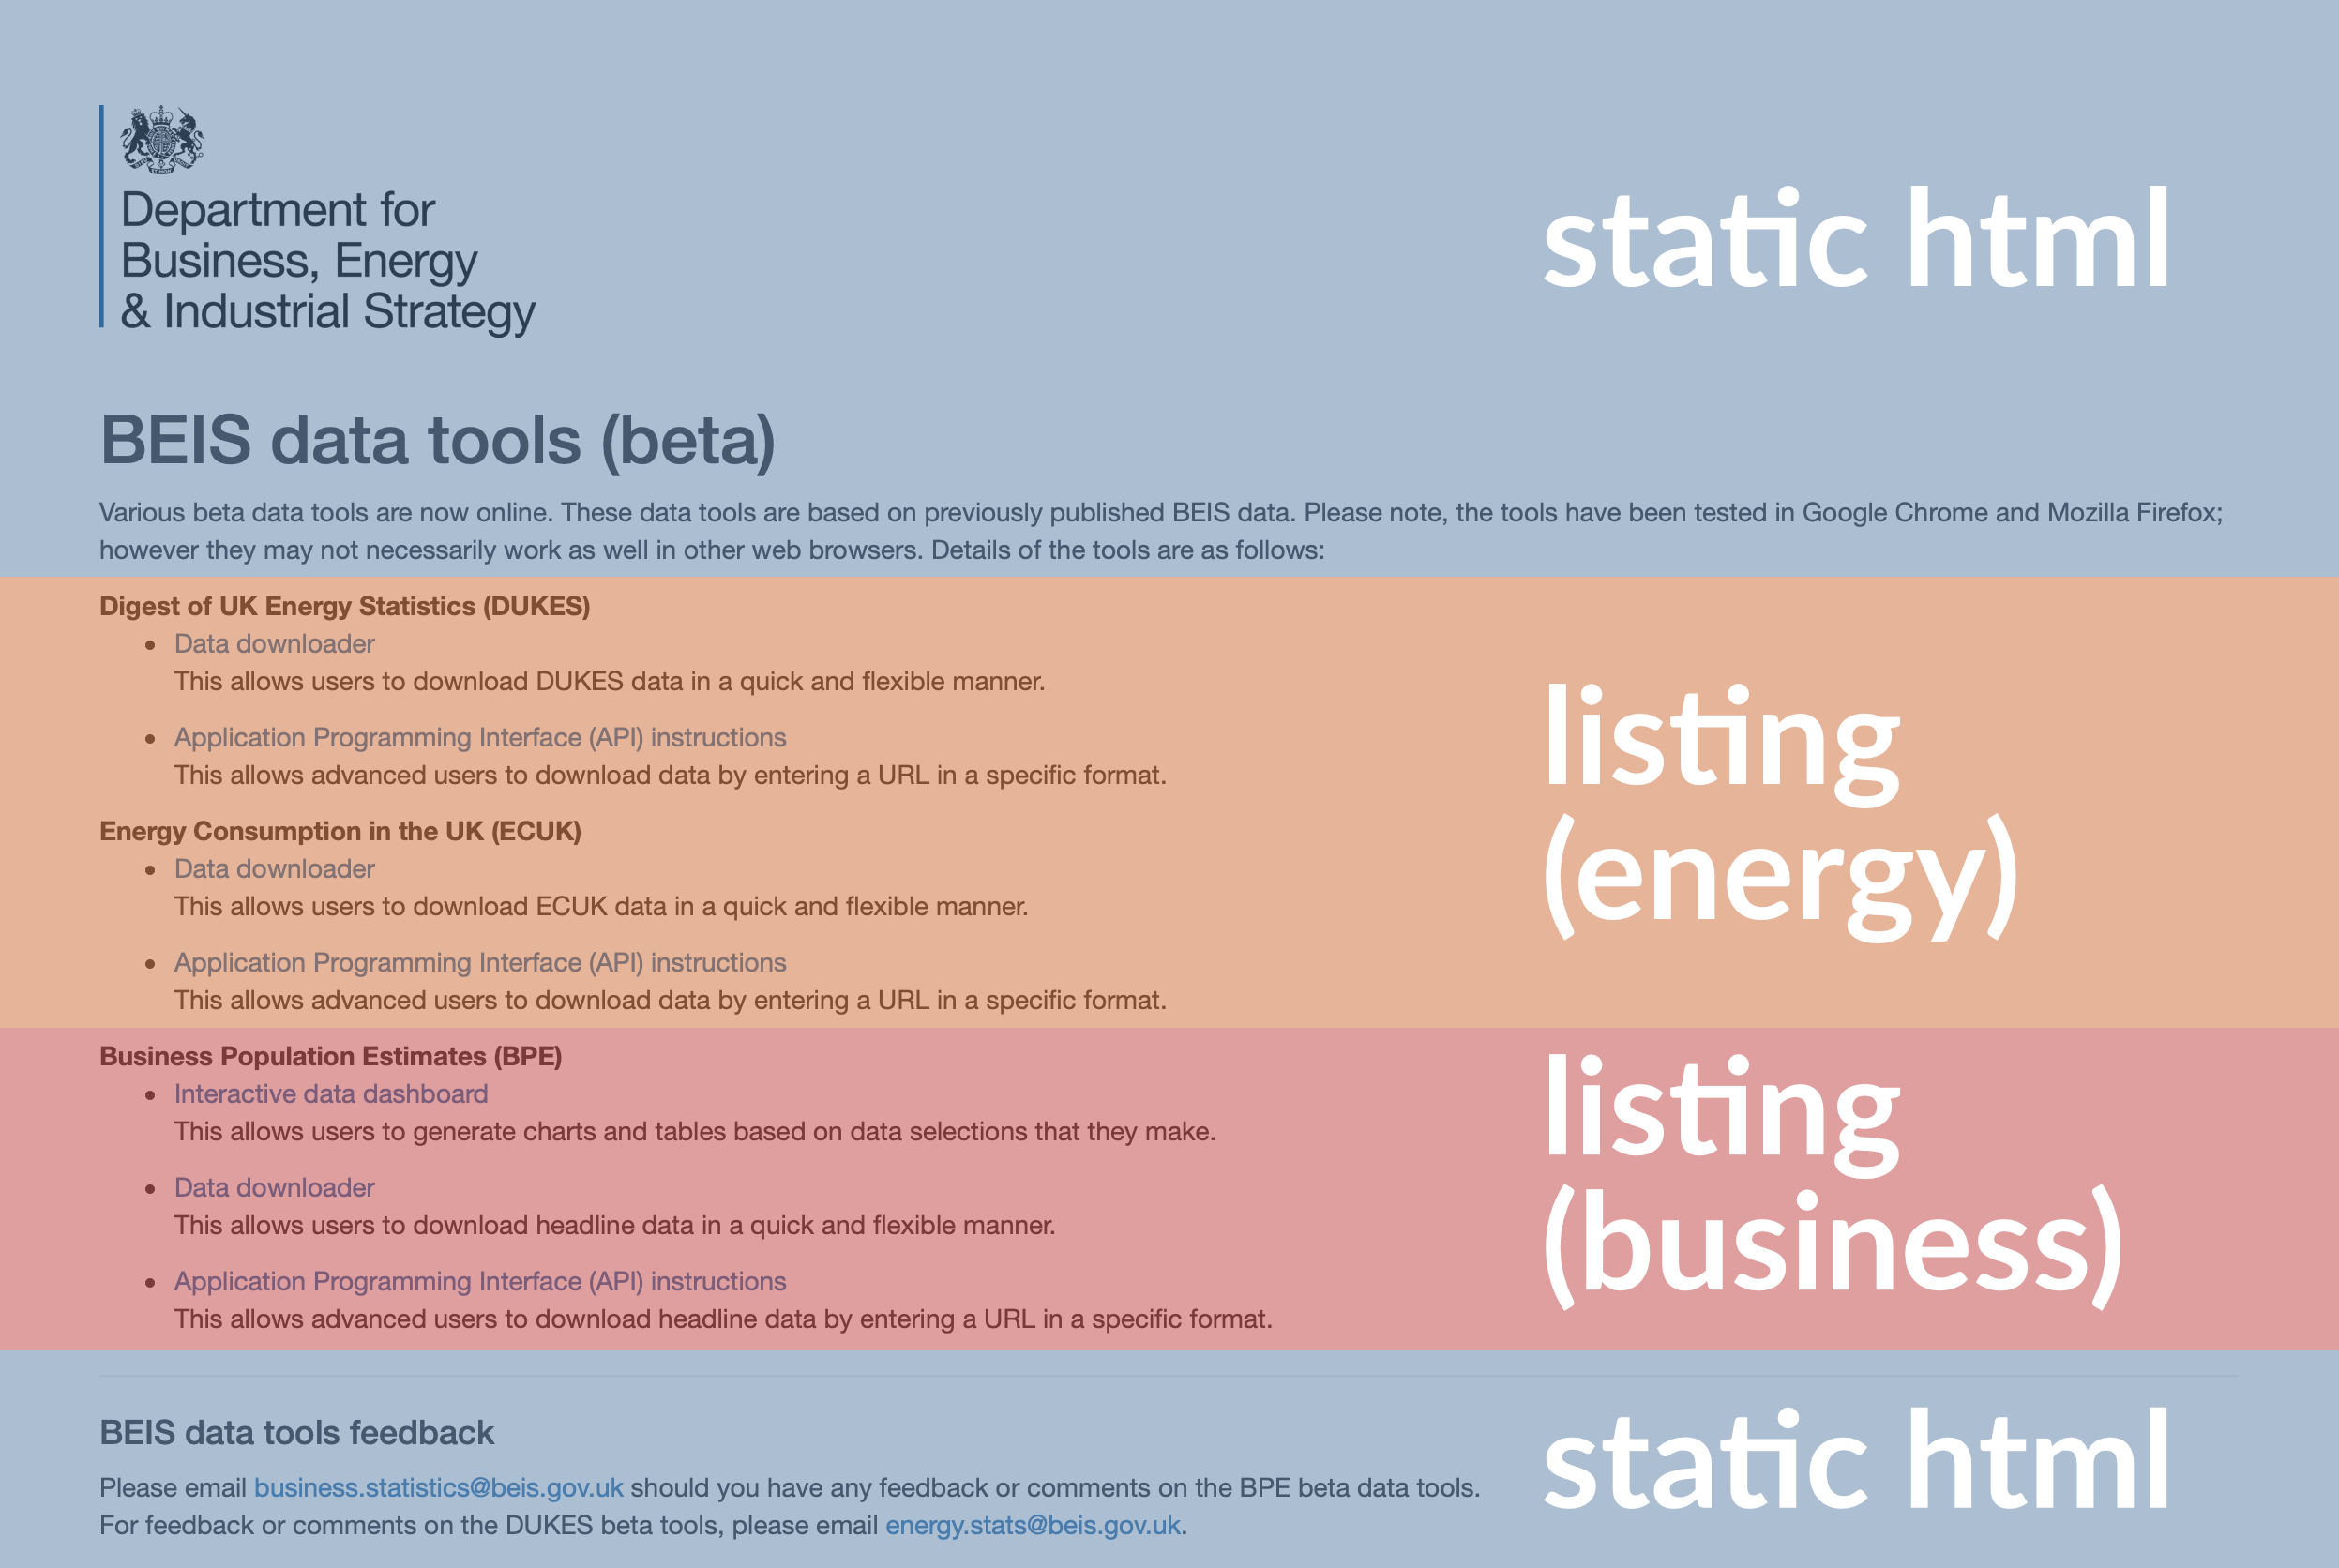 Department for
Business, Energy
& Industrial Strategy
static html
BEIS data tools (beta)
Various beta data tools are now online. These data tools are based on previously published BEIS data. Please note, the tools have been tested in Google Chrome and Mozilla Firefox;
however they may not necessarily work as well in other web browsers. Details of the tools are as follows:
Digest of UK Energy Statistics (DUKES)
• Data downloader
This allows users to download DUKES data in a quick and flexible manner.
• Application Programming Interface (API) instructions
This allows advanced users to download data by entering a URL in a specific format.
Energy Consumption in the UK (ECUK)
• Data downloader
This allows users to download ECUK data in a quick and flexible manner.
• Application Programming Interface (API) instructions
This allows advanced users to download data by entering a URL in a specific format.
listing
(energy)
Business Population Estimates (BPE)
• Interactive data dashboard
This allows users to generate charts and tables based on data selections that they make.
• Data downloader
This allows users to download headline data in a quick and flexible manner.
• Application Programming Interface (API) instructions
This allows advanced users to download headline data by entering a URL in a specific format.
listing
(business)
BEIS data tools feedback
Please email business.statistics@beis.gov.uk should you have any feedback or comments on the BPE beta data tools.
For feedback or comments on the DUKES beta tools, please email energy.stats@beis.gov.uk.
static html